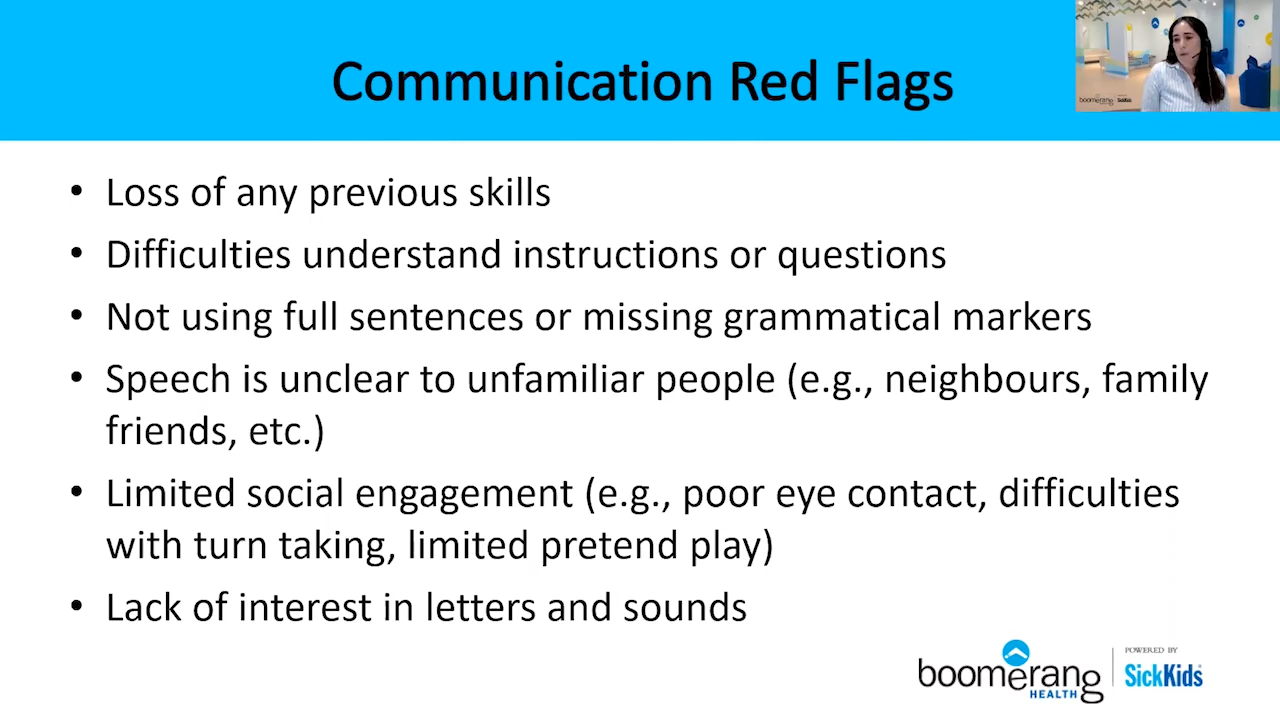 Communication Red Flags
boomerang SickKids
• Loss of any previous skills
• Difficulties understand instructions or questions
• Not using full sentences or missing grammatical markers
• Speech is unclear to unfamiliar people (e.g., neighbours, family
friends, etc.)
• Limited social engagement (e.g., poor eye contact, difficulties
with turn taking, limited pretend play)
• Lack of interest in letters and sounds
boomerang
HEALTH
POWERED BY
SickKids